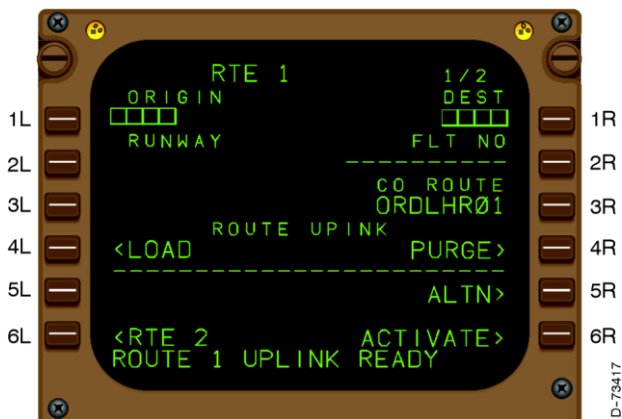 RTE 1 1/2
ORIGIN DEST
1L 1R
RUNWAY FLT NO
2L ---------- 2R
CO ROUTE
3L ORDLHRØ1 3R
ROUTE UPINK
4L <LOAD PURGE> 4R
------------------------
5L ALTN> 5R
6L <RTE 2 ACTIVATE> 6R
ROUTE 1 UPLINK READY
D-73417